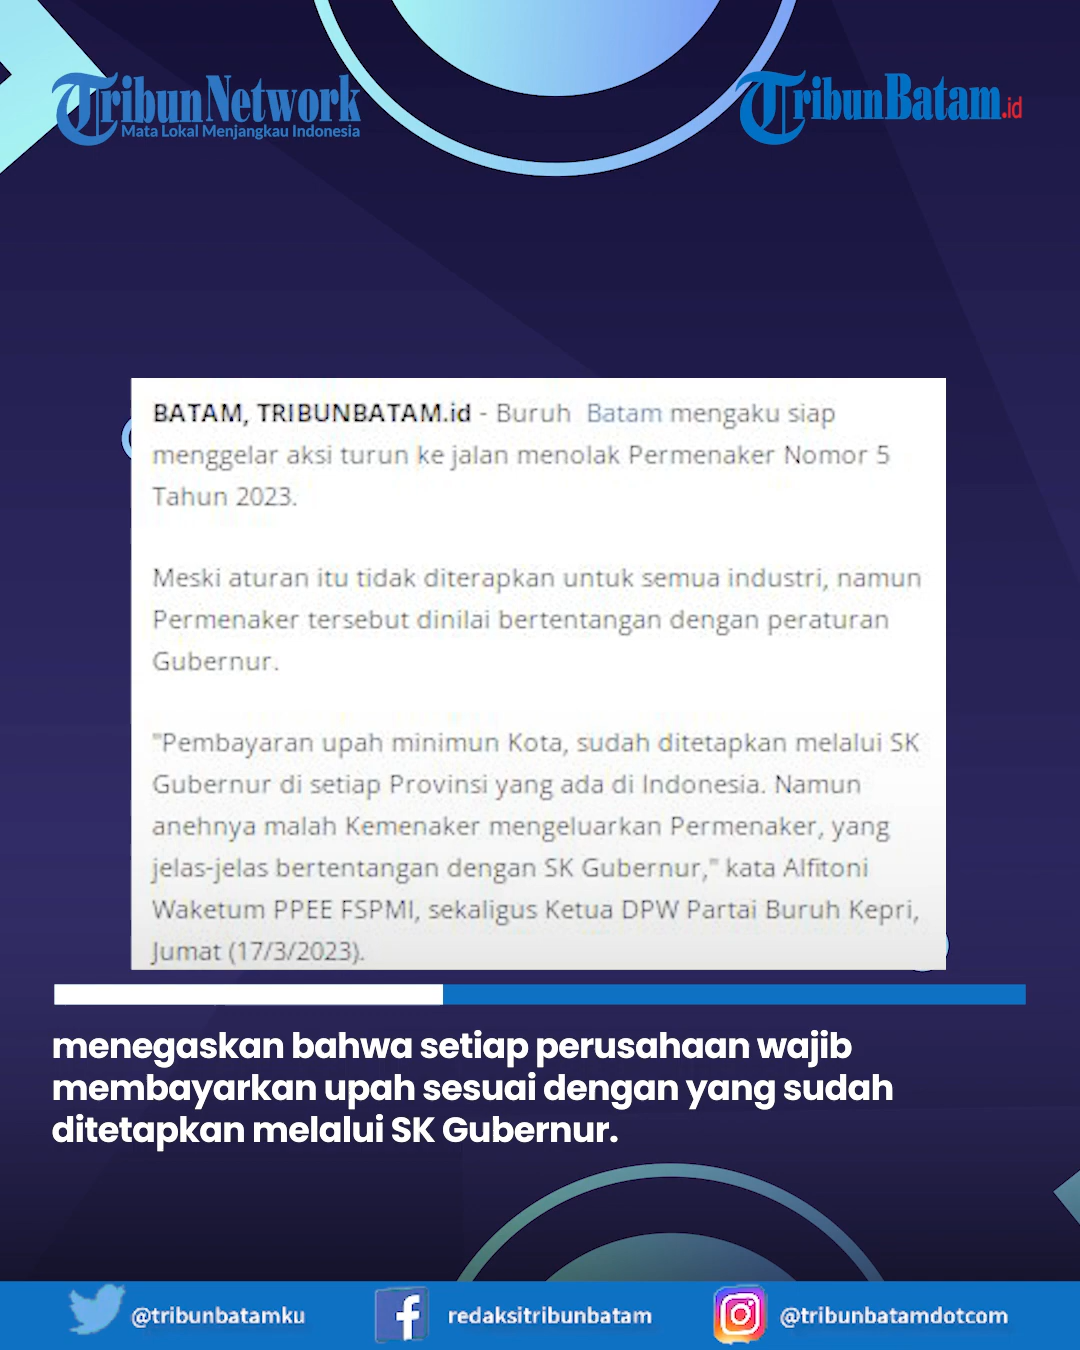 TribunNetwork
Mata Lokal Menjangkau Indonesia
TribunBatam.id
BATAM, TRIBUNBATAM.id - Buruh Batam mengaku siap
menggelar aksi turun ke jalan menolak Permenaker Nomor 5
Tahun 2023.
Meski aturan itu tidak diterapkan untuk semua industri, namun
Permenaker tersebut dinilai bertentangan dengan peraturan
Gubernur.
"Pembayaran upah minimun Kota, sudah ditetapkan melalui SK
Gubernur di setiap Provinsi yang ada di Indonesia. Namun
anehnya malah Kemenaker mengeluarkan Permenaker, yang
jelas-jelas bertentangan dengan SK Gubernur," kata Alfitoni
Waketum PPEE FSPMI, sekaligus Ketua DPW Partai Buruh Kepri,
Jumat (17/3/2023).
menegaskan bahwa setiap perusahaan wajib
membayarkan upah sesuai dengan yang sudah
ditetapkan melalui SK Gubernur.
@tribunbatamku
redaksitribunbatam
@tribunbatamdotcom